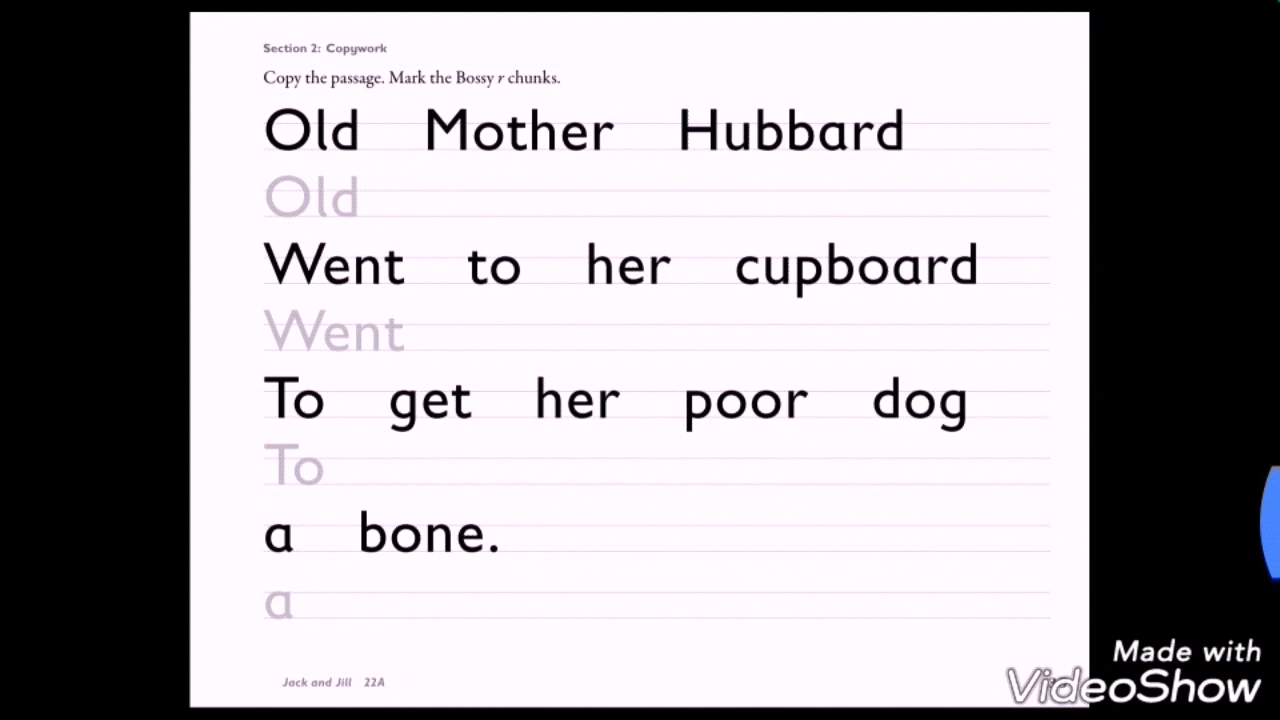 Section 2: Copywork
Copy the passage. Mark the Bossy r chunks.
Old Mother Hubbard
Old
Went to her cupboard
Went
To get her poor dog
To
a bone.
a
Jack and Jill 22A
Made with
VideoShow